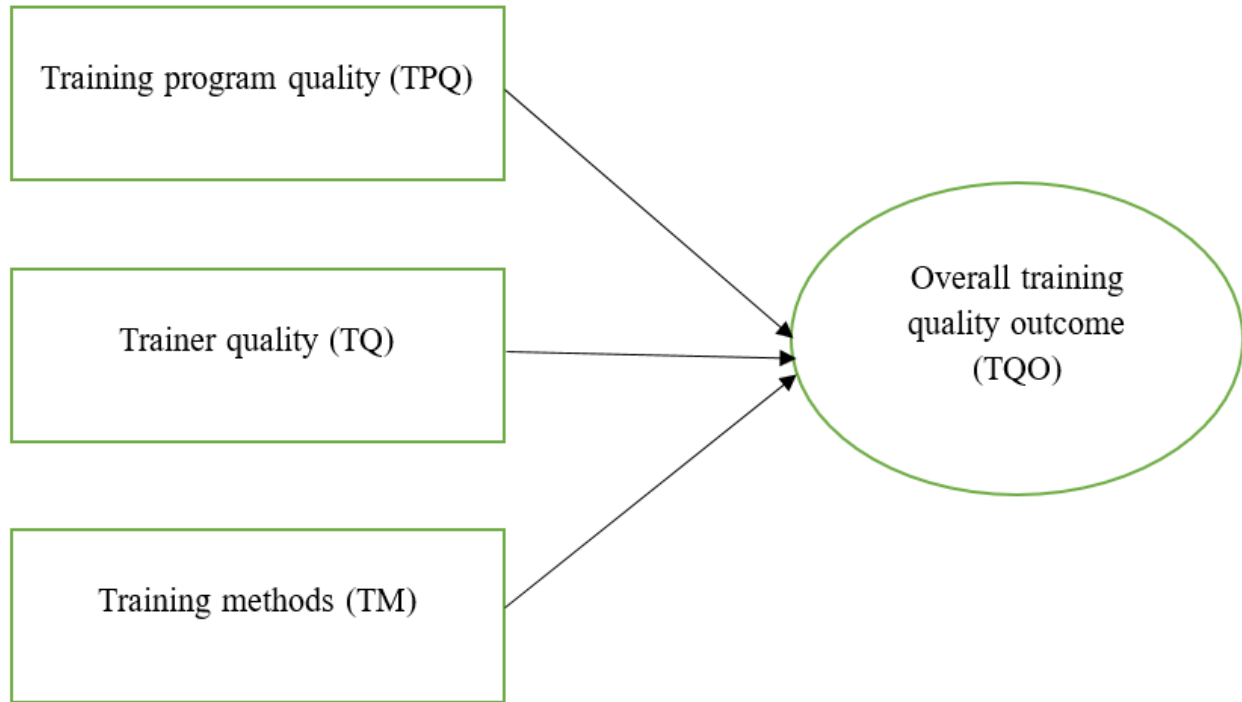 Training program quality (TPQ)
Trainer quality (TQ)
Training methods (TM)
Overall training
quality outcome
(TQO)